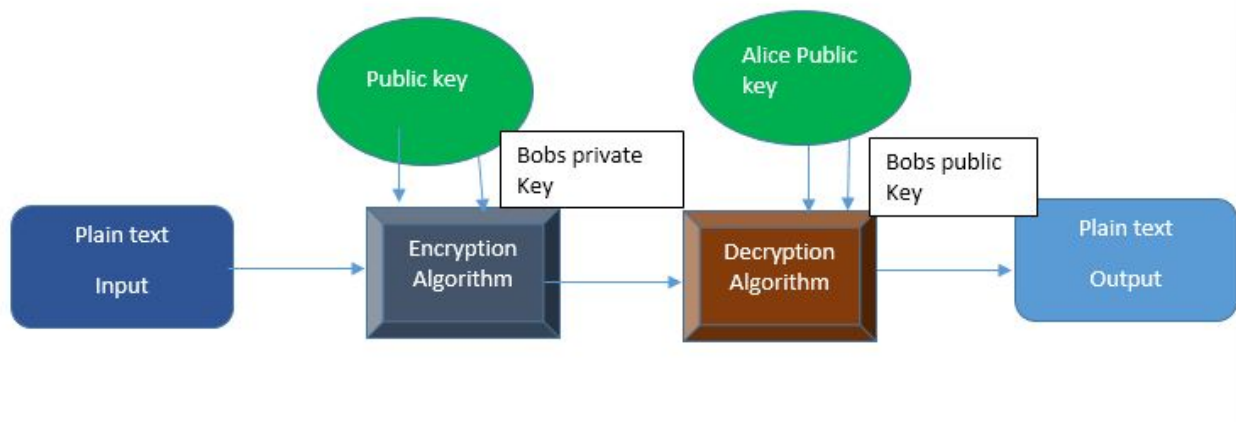 Public key
Alice Public
key
Bobs private
Key
Bobs public
Key
Plain text
Input
Encryption
Algorithm
Decryption
Algorithm
Plain text
Output